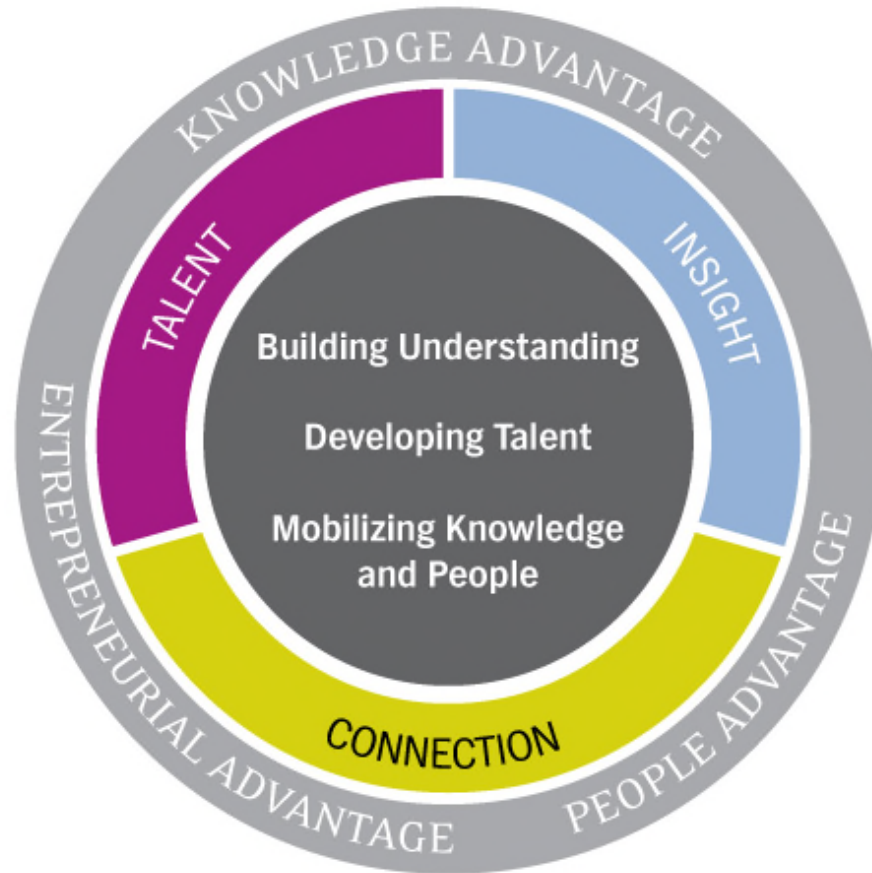 KNOWLEDGE ADVANTAGE
TALENT
INSIGHT
Building Understanding
Developing Talent
Mobilizing Knowledge
and People
CONNECTION
ENTREPRENEURIAL ADVANTAGE
PEOPLE ADVANTAGE